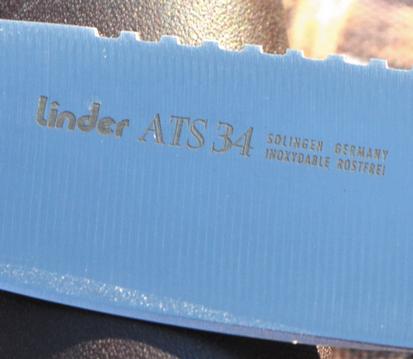 Linder ATS 34 SOLINGEN GERMANY
INOXYDABLE ROSTFREI